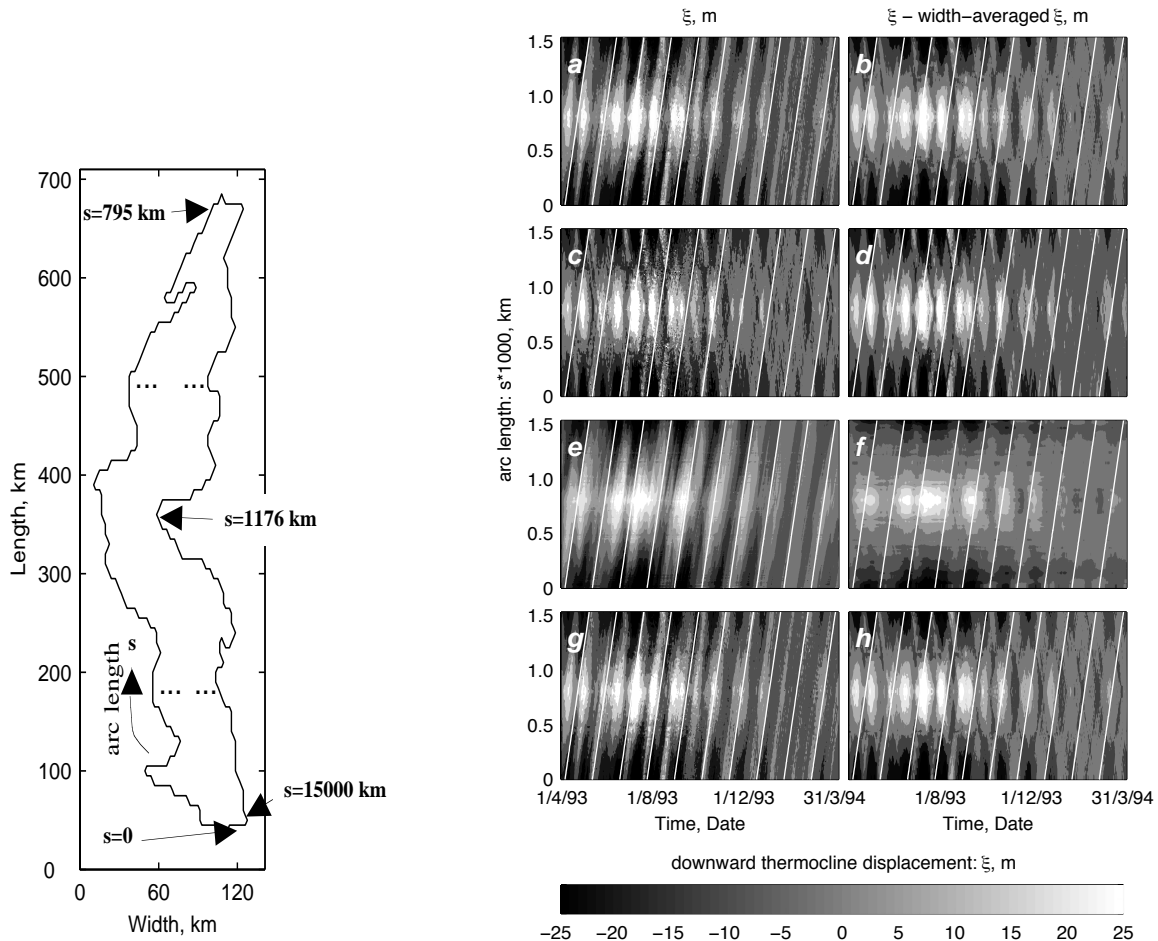 700
600
500
400
300
200
100
0
Length, km
0
60
120
Width, km
s=795 km
...
...
s=1176 km
s
arc length
...
...
s=15000 km
s=0
ξ, m
ξ − width−averaged ξ, m
1.5
1.0
0.5
0
a
b
1.5
1.0
0.5
0
c
d
arc length: s*1000, km
1.5
1.0
0.5
0
e
f
1.5
1.0
0.5
0
g
h
1/4/93
1/8/93
1/12/93
31/3/94
1/8/93
1/12/93
31/3/94
Time, Date
Time, Date
downward thermocline displacement: ξ, m
−25 −20 −15 −10 −5 0 5 10 15 20 25